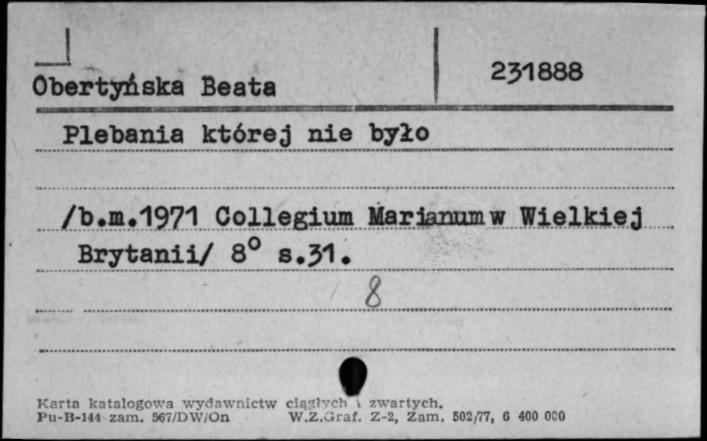 Obertyńska Beata 231888
Plebania której nie było
/b.m.1971 Collegium Marianum w Wielkiej
Brytanii/ 8° s.31.
8
Karta katalogowa wydawnictw ciągłych i zwartych.
Pu-B-144 zam. 567/DW/On W.Z.Graf. Z-2, Zam. 502/77, 6 400 000